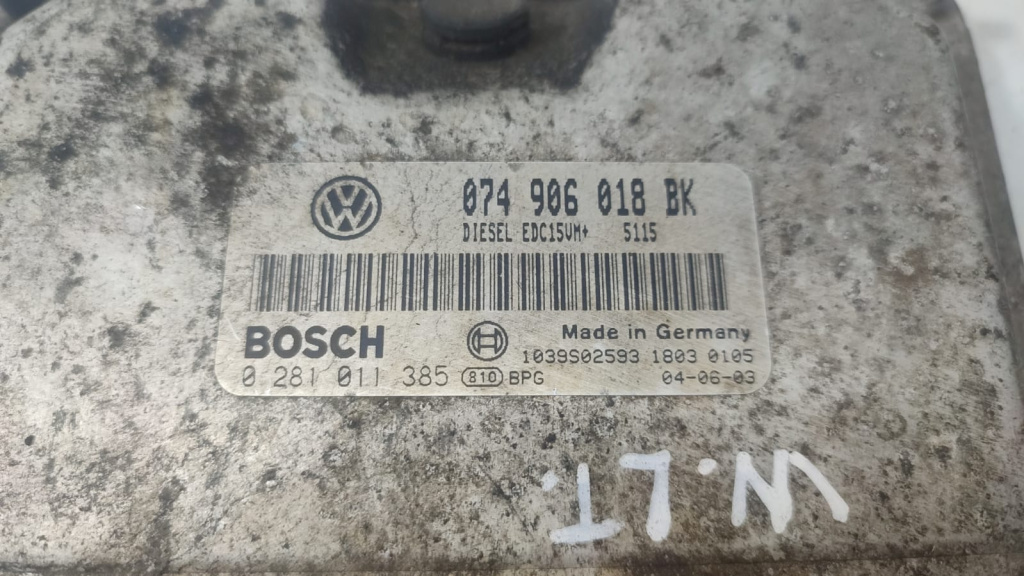 074 906 018 BK
DIESEL EDC15VM+ 5115
BOSCH
Made in Germany
1039S02593 1803 0105
0 281 011 385 810 BPG 04-06-03